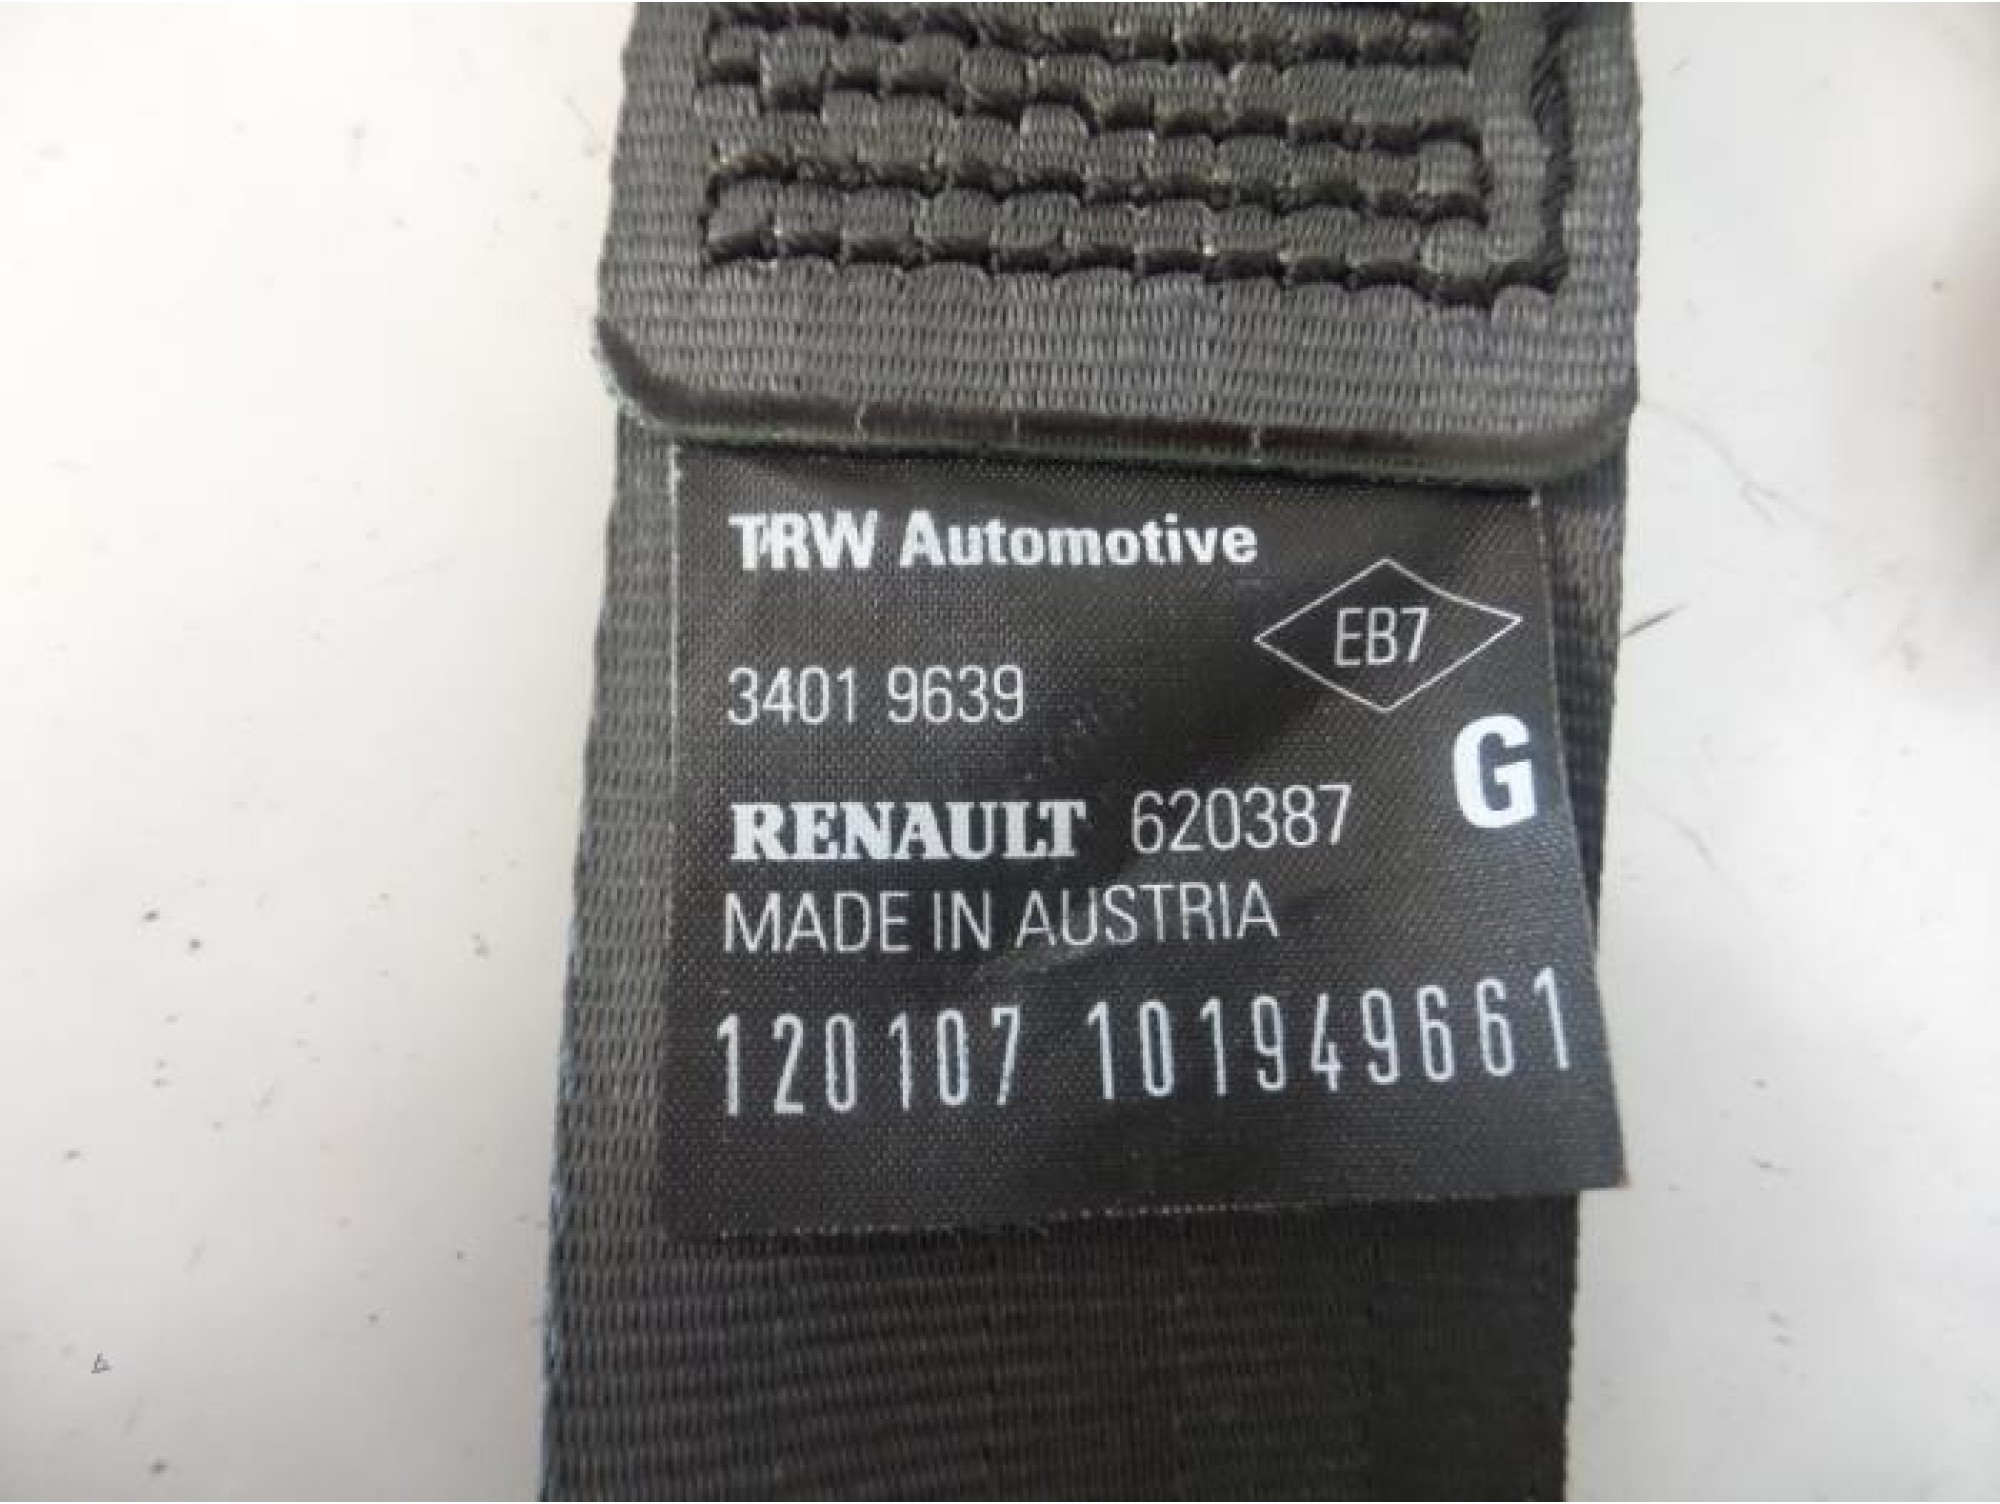 TRW Automotive
EB7
3401 9639
G
RENAULT 620387
MADE IN AUSTRIA
120107 101949661